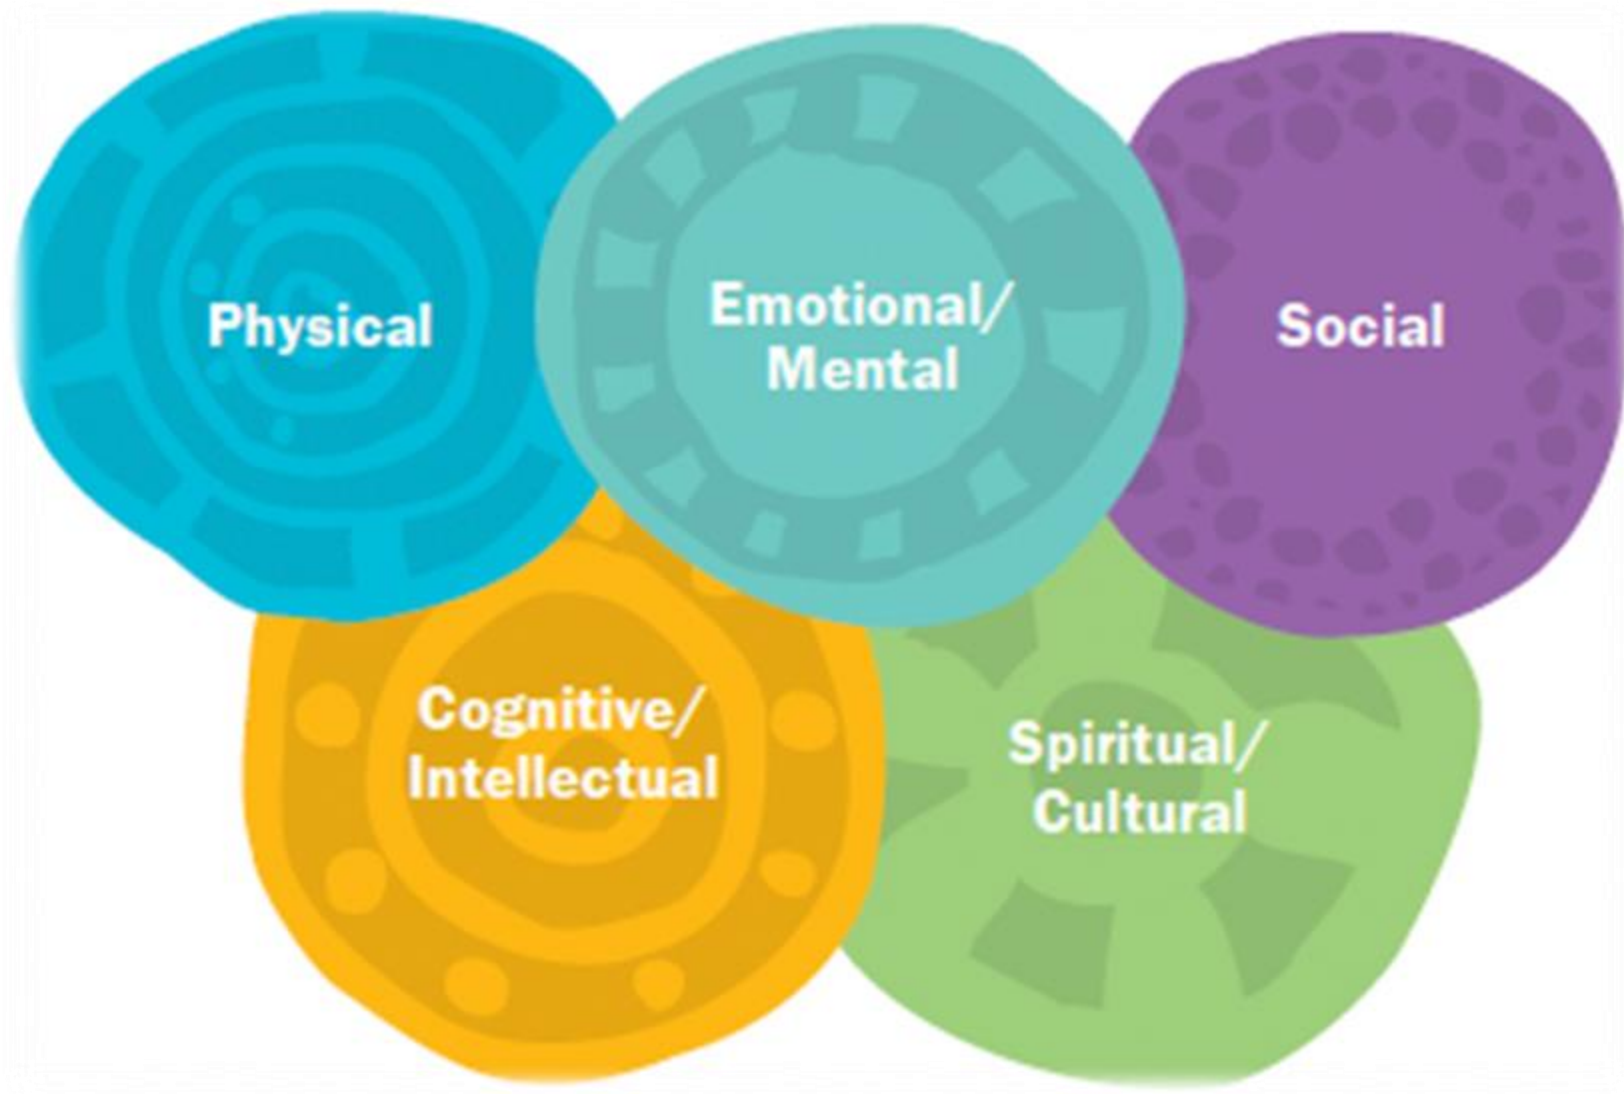 Physical
Emotional/
Mental
Social
Cognitive/
Intellectual
Spiritual/
Cultural